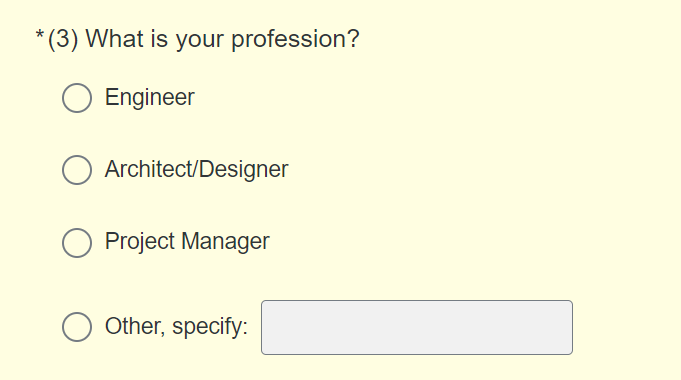 *(3) What is your profession?
Engineer
Architect/Designer
Project Manager
Other, specify: